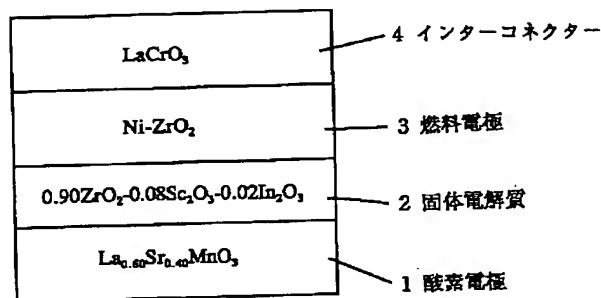 LaCrO₃
4 インターコネクター
Ni-ZrO₂
3 燃料電極
0.90ZrO₂-0.08Sc₂O₃-0.02In₂O₃
2 固体電解質
La₀.₆₀Sr₀.₄₀MnO₃
1 酸素電極